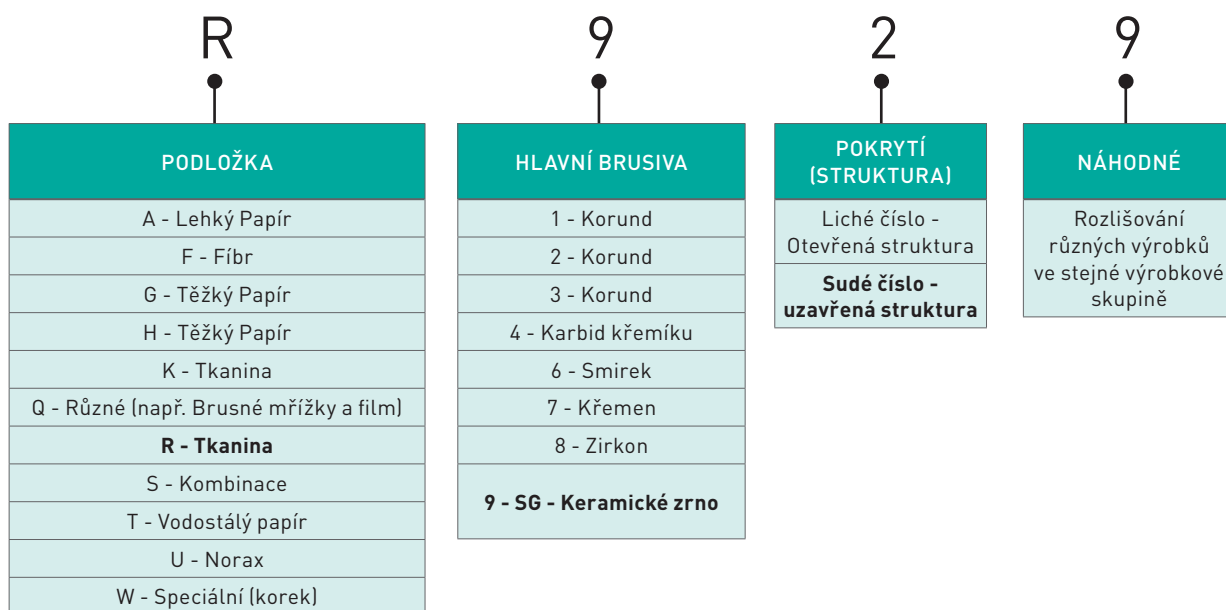 R
9
2
9
PODLOŽKA
A - Lehký Papír
F - Fíbr
G - Těžký Papír
H - Těžký Papír
K - Tkanina
Q - Různé (např. Brusné mřížky a film)
R - Tkanina
S - Kombinace
T - Vodostálý papír
U - Norax
W - Speciální (korek)
HLAVNÍ BRUSIVA
1 - Korund
2 - Korund
3 - Korund
4 - Karbid křemíku
6 - Smirek
7 - Křemen
8 - Zirkon
9 - SG - Keramické zrno
POKRYTÍ
(STRUKTURA)
Liché číslo -
Otevřená struktura
Sudé číslo -
uzavřená struktura
NÁHODNÉ
Rozlišování
různých výrobků
ve stejné výrobkové
skupině